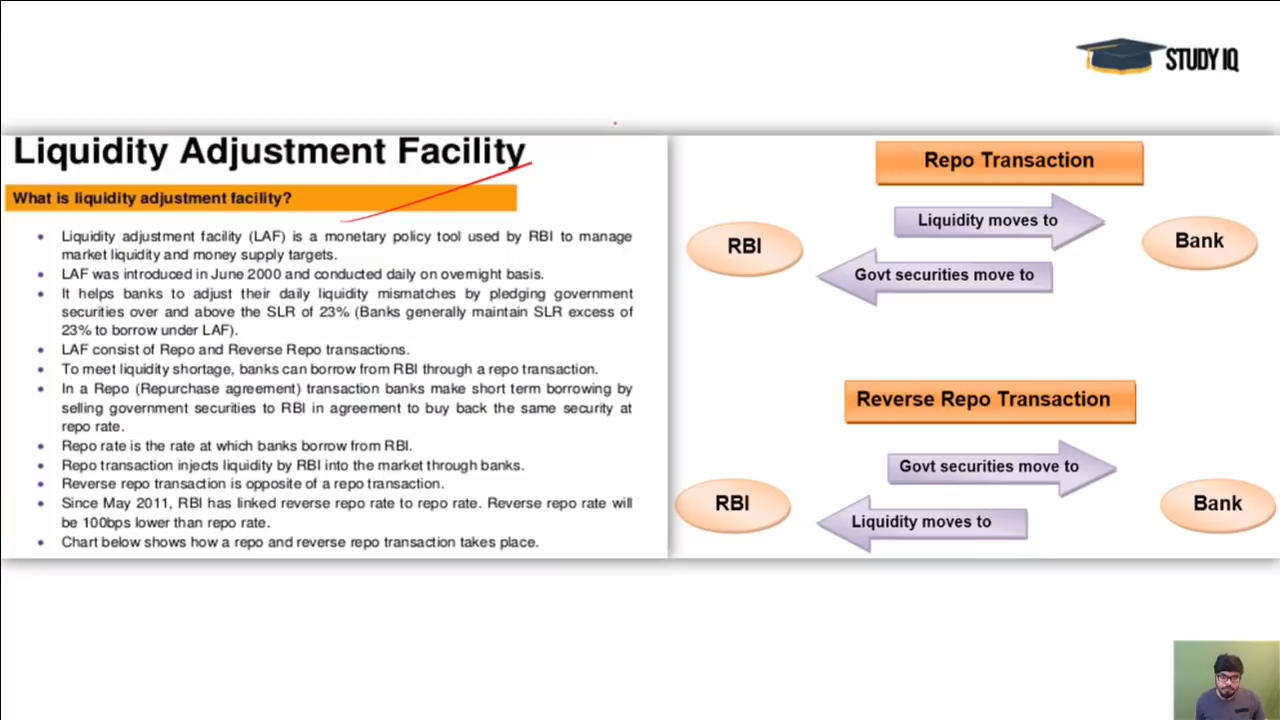 STUDY IQ
Liquidity Adjustment Facility
What is liquidity adjustment facility?
• Liquidity adjustment facility (LAF) is a monetary policy tool used by RBI to manage
market liquidity and money supply targets.
• LAF was introduced in June 2000 and conducted daily on overnight basis.
• It helps banks to adjust their daily liquidity mismatches by pledging government
securities over and above the SLR of 23% (Banks generally maintain SLR excess of
23% to borrow under LAF).
• LAF consist of Repo and Reverse Repo transactions.
• To meet liquidity shortage, banks can borrow from RBI through a repo transaction.
• In a Repo (Repurchase agreement) transaction banks make short term borrowing by
selling government securities to RBI in agreement to buy back the same security at
repo rate.
• Repo rate is the rate at which banks borrow from RBI.
• Repo transaction injects liquidity by RBI into the market through banks.
• Reverse repo transaction is opposite of a repo transaction.
• Since May 2011, RBI has linked reverse repo rate to repo rate. Reverse repo rate will
be 100bps lower than repo rate.
• Chart below shows how a repo and reverse repo transaction takes place.
Repo Transaction
Liquidity moves to
RBI
Bank
Govt securities move to
Reverse Repo Transaction
Govt securities move to
RBI
Bank
Liquidity moves to